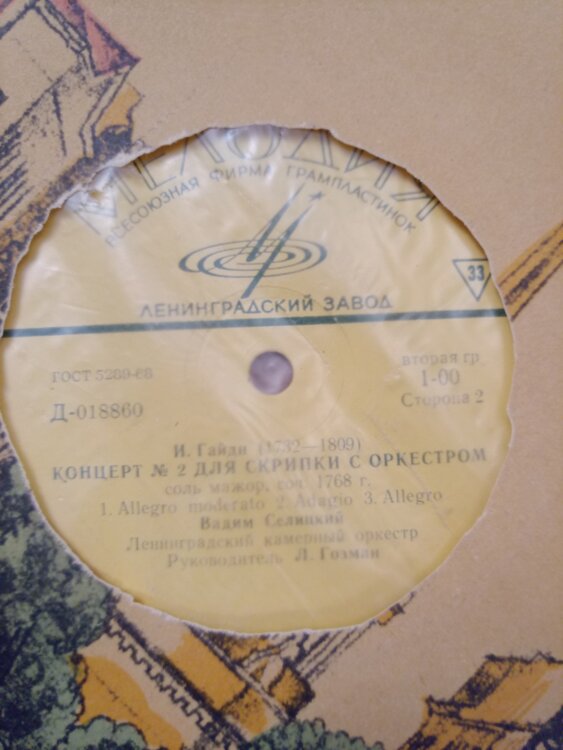 МЕЛОДИЯ
ВСЕСОЮЗНАЯ ФИРМА ГРАМПЛАСТИНОК
33
ЛЕНИНГРАДСКИЙ ЗАВОД
ГОСТ 5289-68
вторая гр.
Д-018860
1-00
Сторона 2
И. Гайдн (1732—1809)
КОНЦЕРТ № 2 ДЛЯ СКРИПКИ С ОРКЕСТРОМ
соль мажор, соч. 1768 г.
1. Allegro moderato 2. Adagio 3. Allegro
Вадим Селицкий
Ленинградский камерный оркестр
Руководитель Л. Гозман